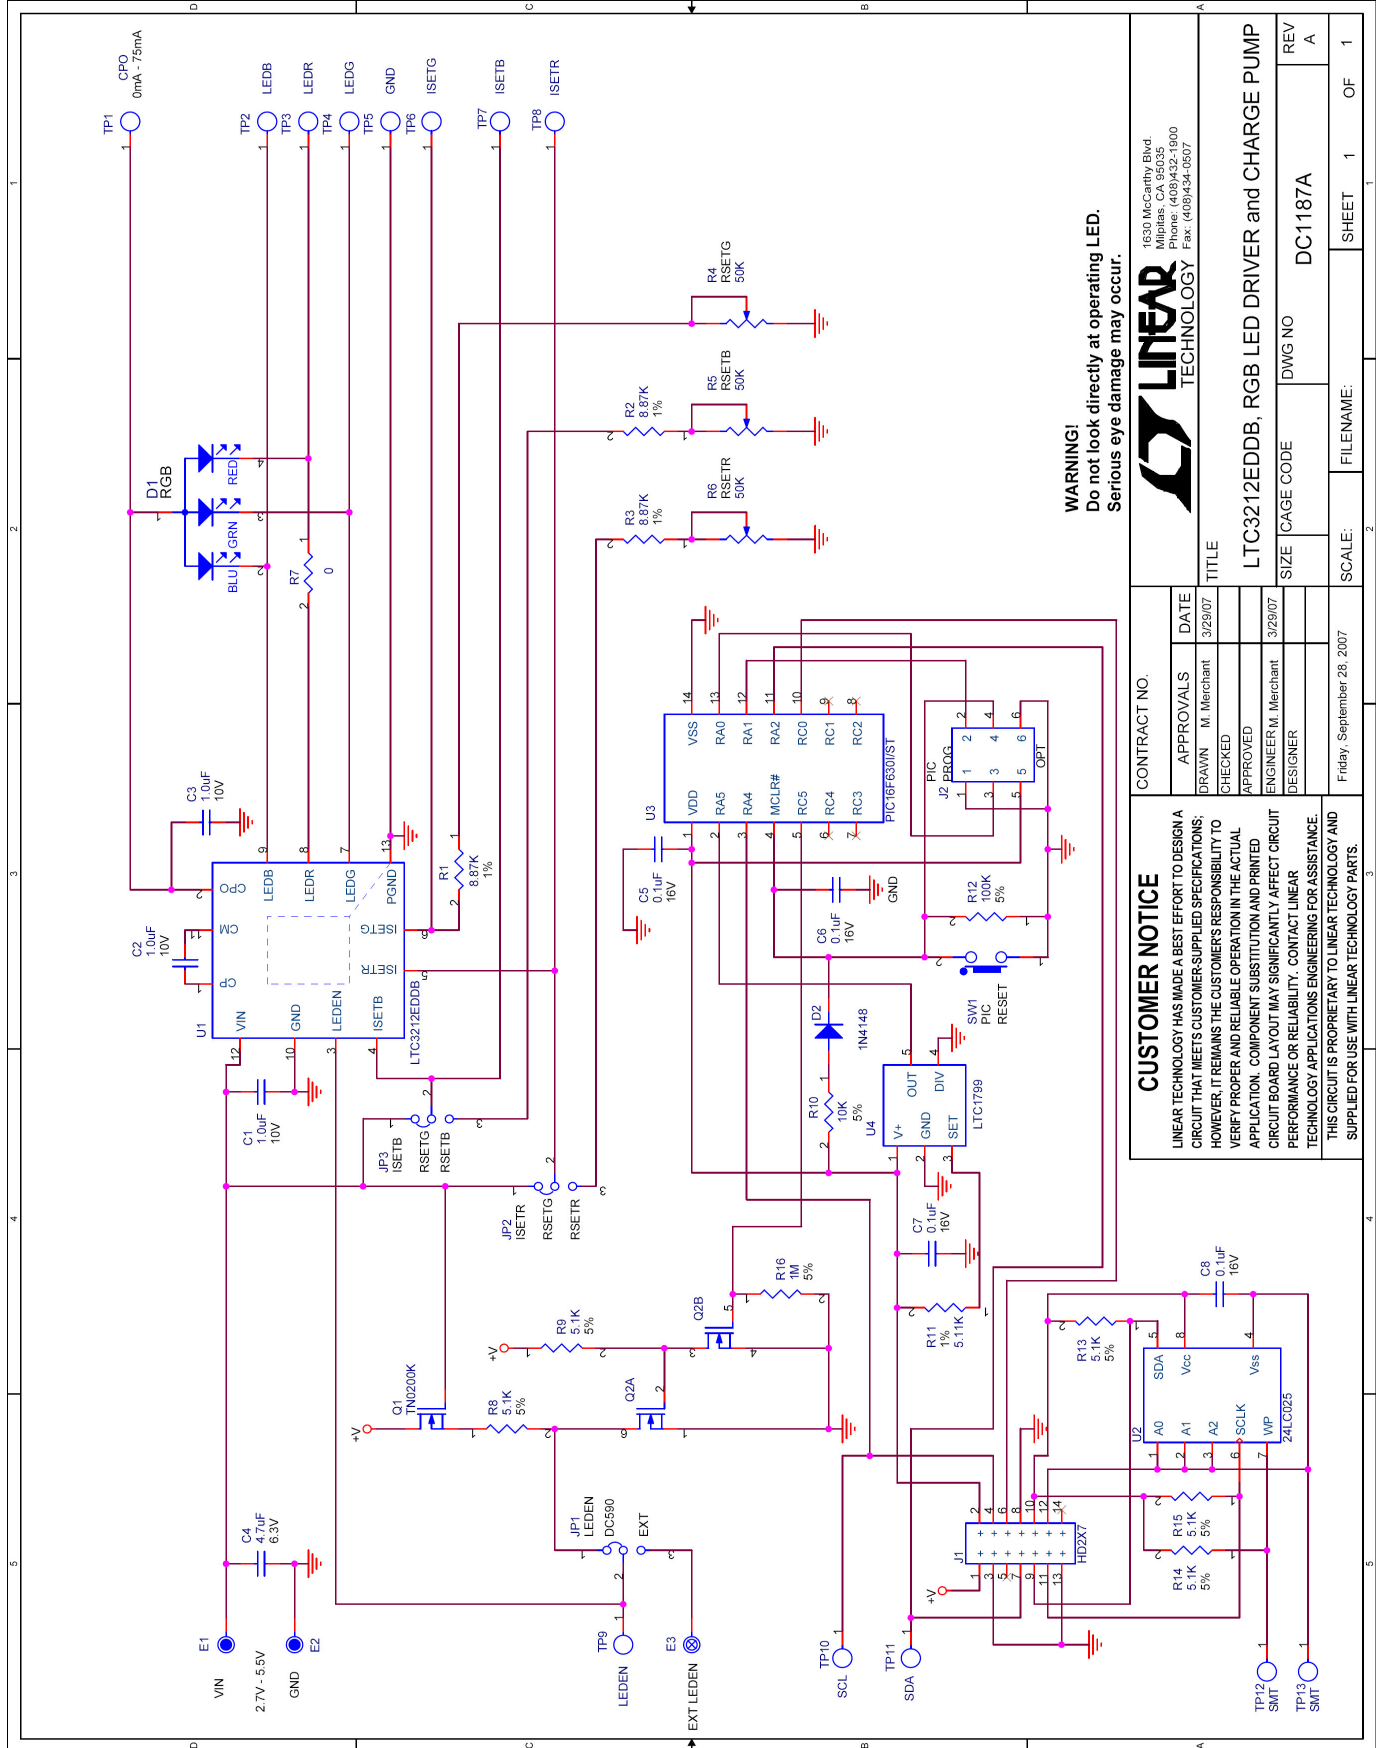 D
C
B
A
1
2
3
4
5
TP1
CPO
0mA - 75mA
TP2
LEDB
TP3
LEDR
TP4
LEDG
TP5
GND
TP6
ISETG
TP7
ISETB
TP8
ISETR
D1
RGB
BLU
GRN
RED
R7
0
C3
1.0uF
10V
C2
1.0uF
10V
U1
CP
CM
CPO
VIN
GND
LEDEN
ISETB
LEDB
LEDR
LEDG
PGND
ISETG
ISETR
LTC3212EDDB
R1
8.87K
1%
C1
1.0uF
10V
JP3
ISETB
RSETG
RSETB
JP2
ISETR
RSETG
RSETR
R4
RSETG
50K
R2
8.87K
1%
R5
RSETB
50K
R3
8.87K
1%
R6
RSETR
50K
E1
VIN
2.7V - 5.5V
GND
E2
C4
4.7uF
6.3V
TP9
LEDEN
E3
EXT LEDEN
JP1
LEDEN
DC590
EXT
+V
Q1
TN0200K
R8
5.1K
5%
+V
R9
5.1K
5%
Q2A
Q2B
R16
1M
5%
U3
VDD
RA5
RA4
MCLR#
RC5
RC4
RC3
VSS
RA0
RA1
RA2
RC0
RC1
RC2
PIC16F630I/ST
C5
0.1uF
16V
C6
0.1uF
16V
GND
PIC
PROG
J2
OPT
R12
100K
5%
SW1
PIC
RESET
D2
1N4148
R10
10K
5%
U4
V+
GND
SET
OUT
DIV
LTC1799
C7
0.1uF
16V
R11
1%
5.11K
TP10
SCL
TP11
SDA
+V
J1
HD2X7
R13
5.1K
5%
C8
0.1uF
16V
U2
A0
A1
A2
SCLK
WP
SDA
Vcc
Vss
24LC025
R15
5.1K
5%
R14
5.1K
5%
TP12
SMT
TP13
SMT
WARNING!
Do not look directly at operating LED.
Serious eye damage may occur.
CUSTOMER NOTICE
LINEAR TECHNOLOGY HAS MADE A BEST EFFORT TO DESIGN A
CIRCUIT THAT MEETS CUSTOMER-SUPPLIED SPECIFICATIONS;
HOWEVER, IT REMAINS THE CUSTOMER'S RESPONSIBILITY TO
VERIFY PROPER AND RELIABLE OPERATION IN THE ACTUAL
APPLICATION. COMPONENT SUBSTITUTION AND PRINTED
CIRCUIT BOARD LAYOUT MAY SIGNIFICANTLY AFFECT CIRCUIT
PERFORMANCE OR RELIABILITY. CONTACT LINEAR
TECHNOLOGY APPLICATIONS ENGINEERING FOR ASSISTANCE.
THIS CIRCUIT IS PROPRIETARY TO LINEAR TECHNOLOGY AND
SUPPLIED FOR USE WITH LINEAR TECHNOLOGY PARTS.
CONTRACT NO.
APPROVALS
DATE
DRAWN M. Merchant 3/29/07
CHECKED
APPROVED
ENGINEER M. Merchant 3/29/07
DESIGNER
Friday, September 28, 2007
LINEAR
TECHNOLOGY
1630 McCarthy Blvd.
Milpitas, CA 95035
Phone: (408)432-1900
Fax: (408)434-0507
TITLE
LTC3212EDDB, RGB LED DRIVER and CHARGE PUMP
SIZE
CAGE CODE
DWG NO
DC1187A
REV
A
SCALE:
FILENAME:
SHEET 1 OF 1